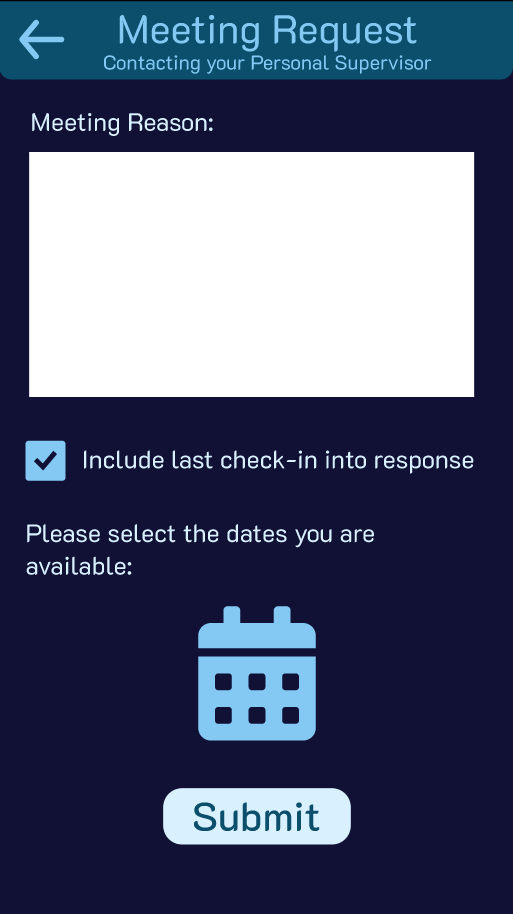 Meeting Request
Contacting your Personal Supervisor
Meeting Reason:
Include last check-in into response
Please select the dates you are
available:
Submit